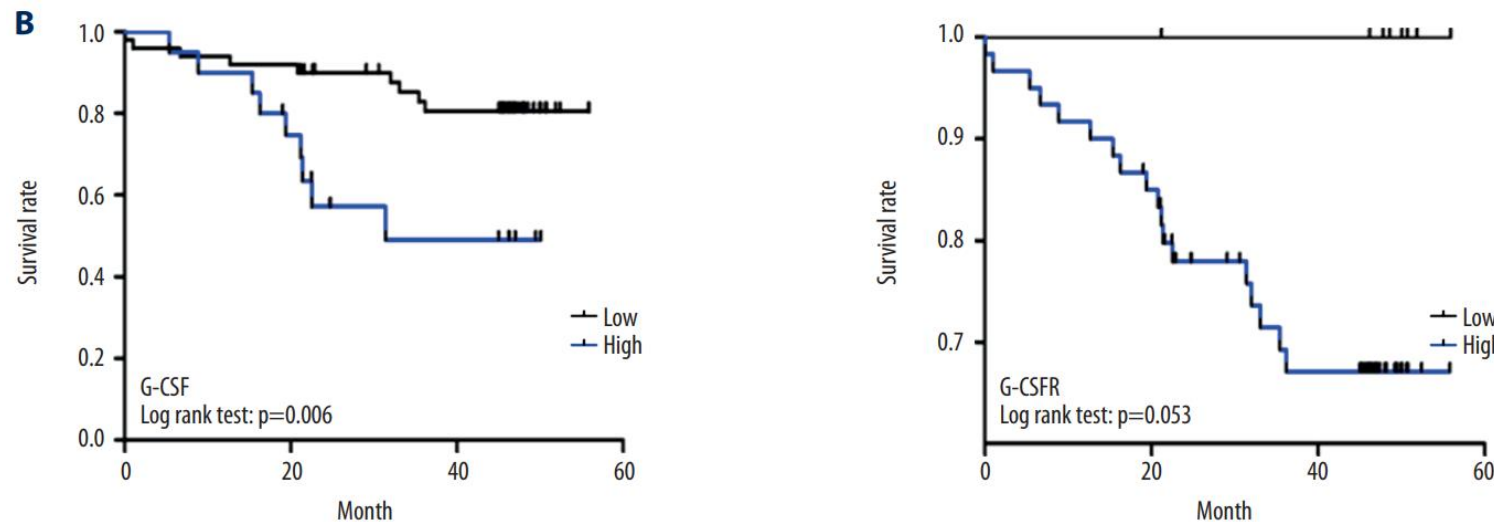 B
1.0
0.8
0.6
0.4
0.2
0.0
Survival rate
0
20
40
60
Month
Low
High
G-CSF
Log rank test: p=0.006
1.0
0.9
0.8
0.7
Survival rate
0
20
40
60
Month
Low
High
G-CSFR
Log rank test: p=0.053